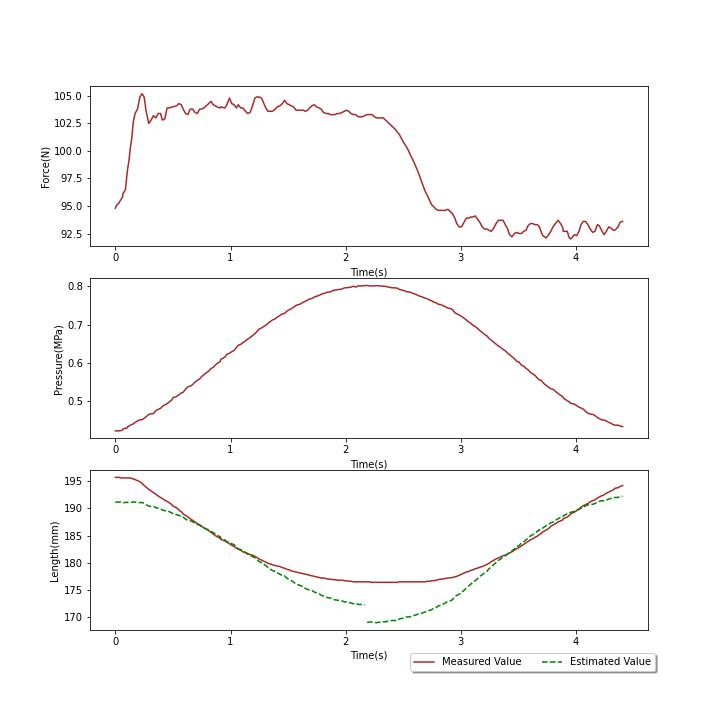 105.0
102.5
100.0
97.5
95.0
92.5
Force(N)
0 1 2 3 4
Time(s)
0.8
0.7
0.6
0.5
Pressure(MPa)
0 1 2 3 4
Time(s)
195
190
185
180
175
170
Length(mm)
0 1 2 3 4
Time(s)
Measured Value Estimated Value